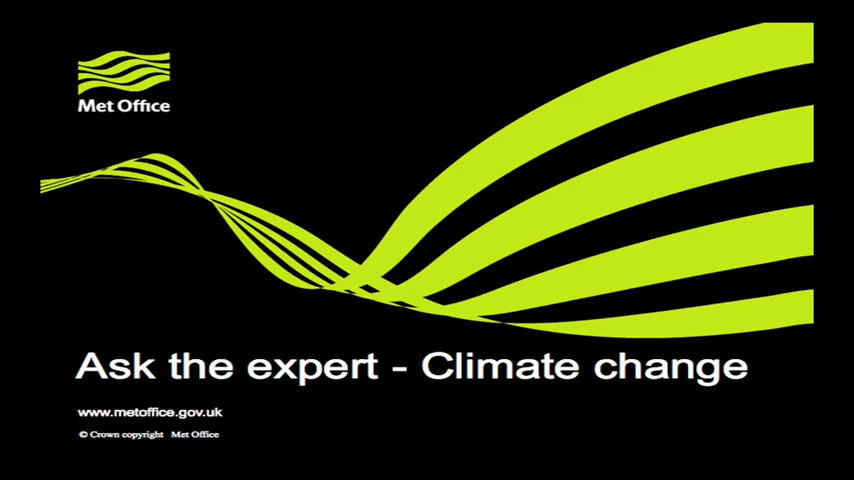 Met Office
Ask the expert - Climate change
www.metoffice.gov.uk
© Crown copyright Met Office